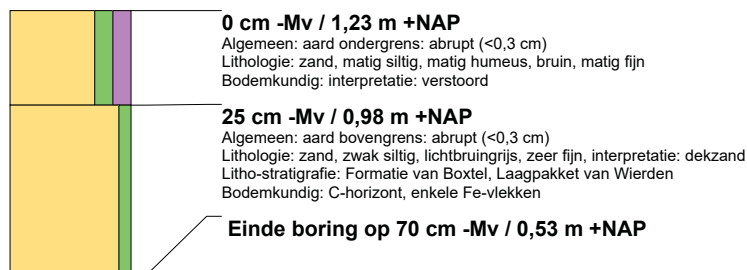 0 cm -Mv / 1,23 m +NAP
Algemeen: aard ondergrens: abrupt (<0,3 cm)
Lithologie: zand, matig siltig, matig humeus, bruin, matig fijn
Bodemkundig: interpretatie: verstoord
25 cm -Mv / 0,98 m +NAP
Algemeen: aard bovengrens: abrupt (<0,3 cm)
Lithologie: zand, zwak siltig, lichtbruingrijs, zeer fijn, interpretatie: dekzand
Litho-stratigrafie: Formatie van Boxtel, Laagpakket van Wierden
Bodemkundig: C-horizont, enkele Fe-vlekken
Einde boring op 70 cm -Mv / 0,53 m +NAP